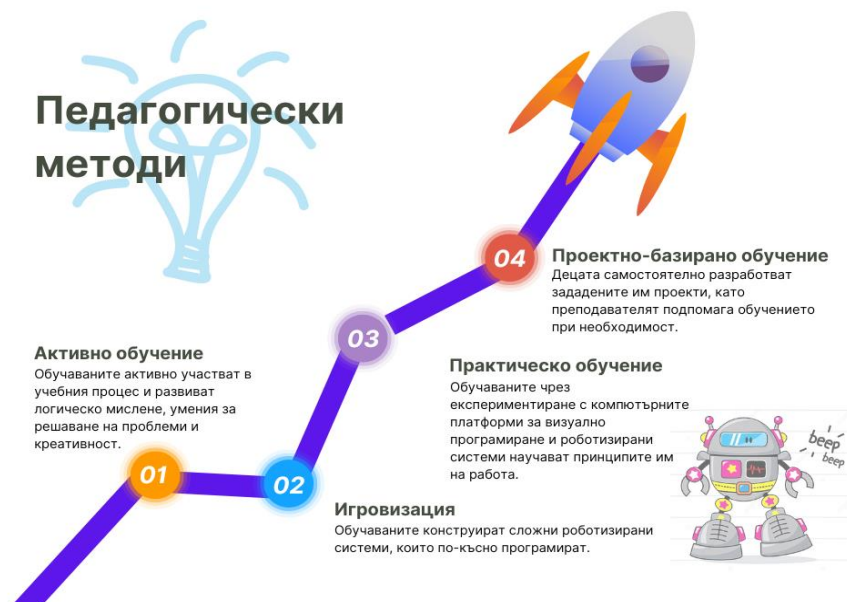 Педагогически
методи
01
Активно обучение
Обучаваните активно участват в
учебния процес и развиват
логическо мислене, умения за
решаване на проблеми и
креативност.
02
Игровизация
Обучаваните конструират сложни роботизирани
системи, които по-късно програмират.
03
Практическо обучение
Обучаваните чрез
експериментиране с компютърните
платформи за визуално
програмиране и роботизирани
системи научават принципите им
на работа.
04
Проектно-базирано обучение
Децата самостоятелно разработват
зададените им проекти, като
преподавателят подпомага обучението
при необходимост.
beep
beep